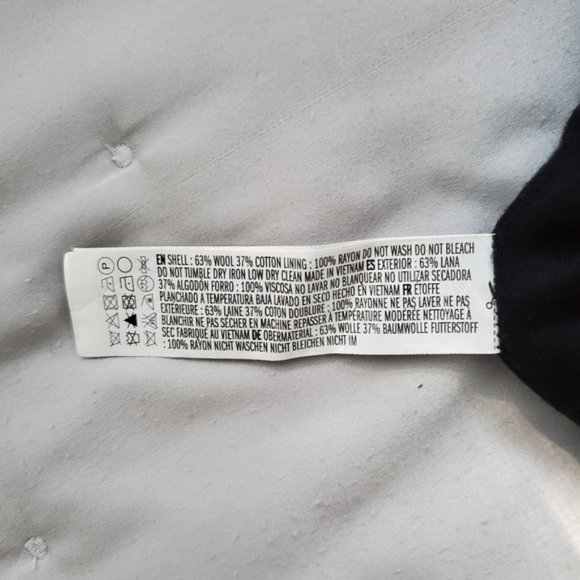 EN SHELL : 63% WOOL 37% COTTON LINING : 100% RAYON DO NOT WASH DO NOT BLEACH
DO NOT TUMBLE DRY IRON LOW DRY CLEAN MADE IN VIETNAM ES EXTERIOR : 63% LANA
37% ALGODÓN FORRO : 100% VISCOSA NO LAVAR NO BLANQUEAR NO UTILIZAR SECADORA
PLANCHADO A TEMPERATURA BAJA LAVADO EN SECO HECHO EN VIETNAM FR ÉTOFFE
EXTÉRIEURE : 63% LAINE 37% COTON DOUBLURE : 100% RAYONNE NE PAS LAVER NE PAS
BLANCHIR NE PAS SÉCHER EN MACHINE REPASSER À TEMPÉRATURE MODÉRÉE NETTOYAGE À
SEC FABRIQUÉ AU VIETNAM DE OBERMATERIAL : 63% WOLLE 37% BAUMWOLLE FUTTERSTOFF
: 100% RAYON NICHT WASCHEN NICHT BLEICHEN NICHT IM
P